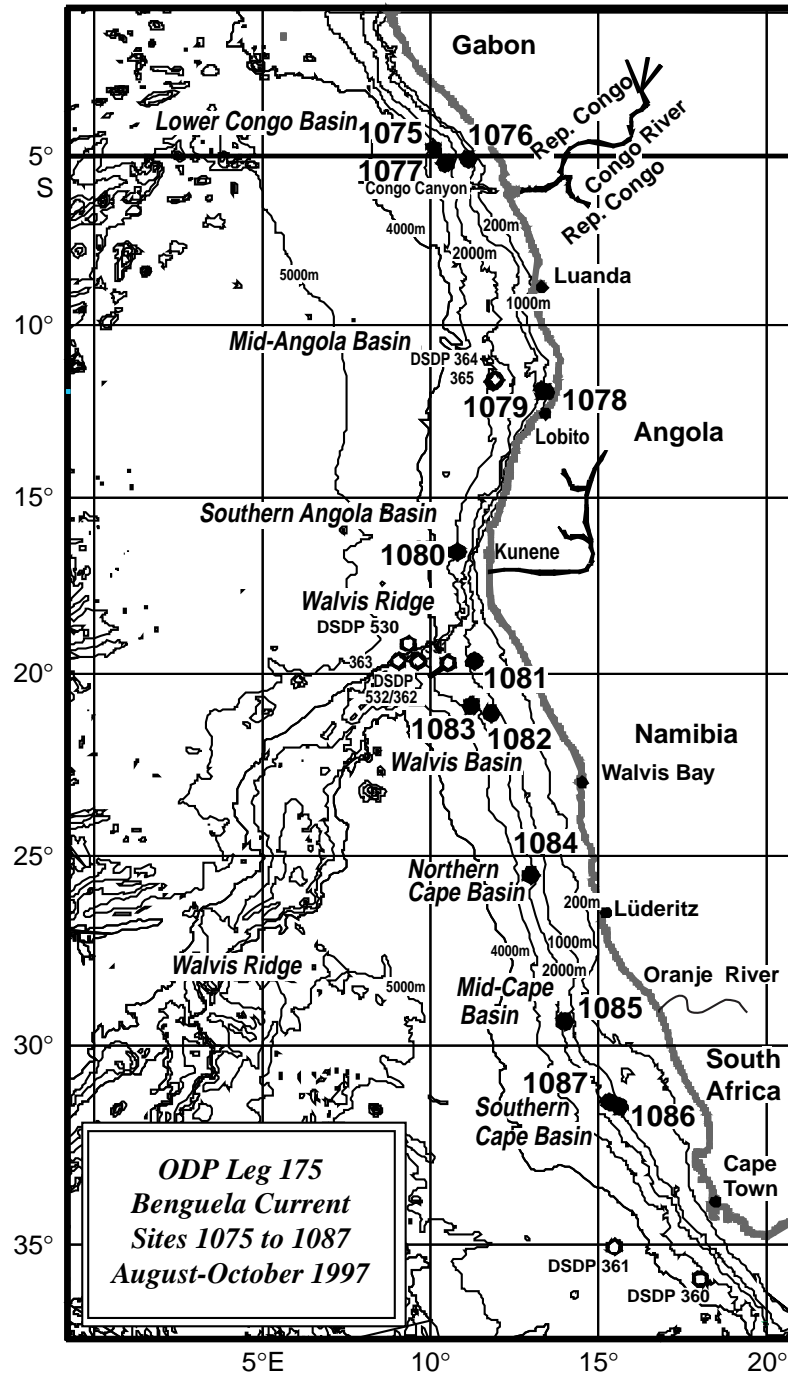 Gabon
Lower Congo Basin
1075
1076
Rep. Congo
Congo River
Rep. Congo
5°
S
1077
Congo Canyon
4000m
200m
2000m
5000m
Luanda
1000m
10°
Mid-Angola Basin
DSDP 364
365
1079
1078
Lobito
Angola
15°
Southern Angola Basin
1080
Kunene
Walvis Ridge
DSDP 530
363
DSDP
532/362
1081
20°
1083
1082
Walvis Basin
Namibia
Walvis Bay
1084
25°
Northern
Cape Basin
200m
Lüderitz
1000m
4000m
2000m
Walvis Ridge
5000m
Oranje River
Mid-Cape
Basin
1085
30°
South
Africa
1087
1086
Southern
Cape Basin
Cape
Town
ODP Leg 175
Benguela Current
Sites 1075 to 1087
August-October 1997
35°
DSDP 361
DSDP 360
5°E
10°
15°
20°